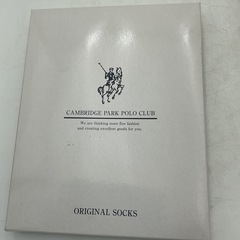 CAMBRIDGE PARK POLO CLUB
We are thinking more fine fashion
and creating excellent goods for you.
ORIGINAL SOCKS